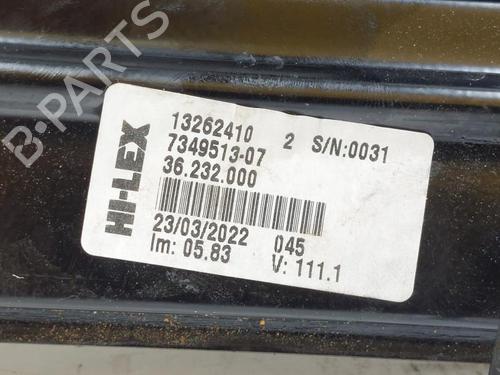 B-PARTS
HI-LEX
13262410 2 S/N:0031
7349513-07
36.232.000
23/03/2022 045
Im: 05.83 V: 111.1